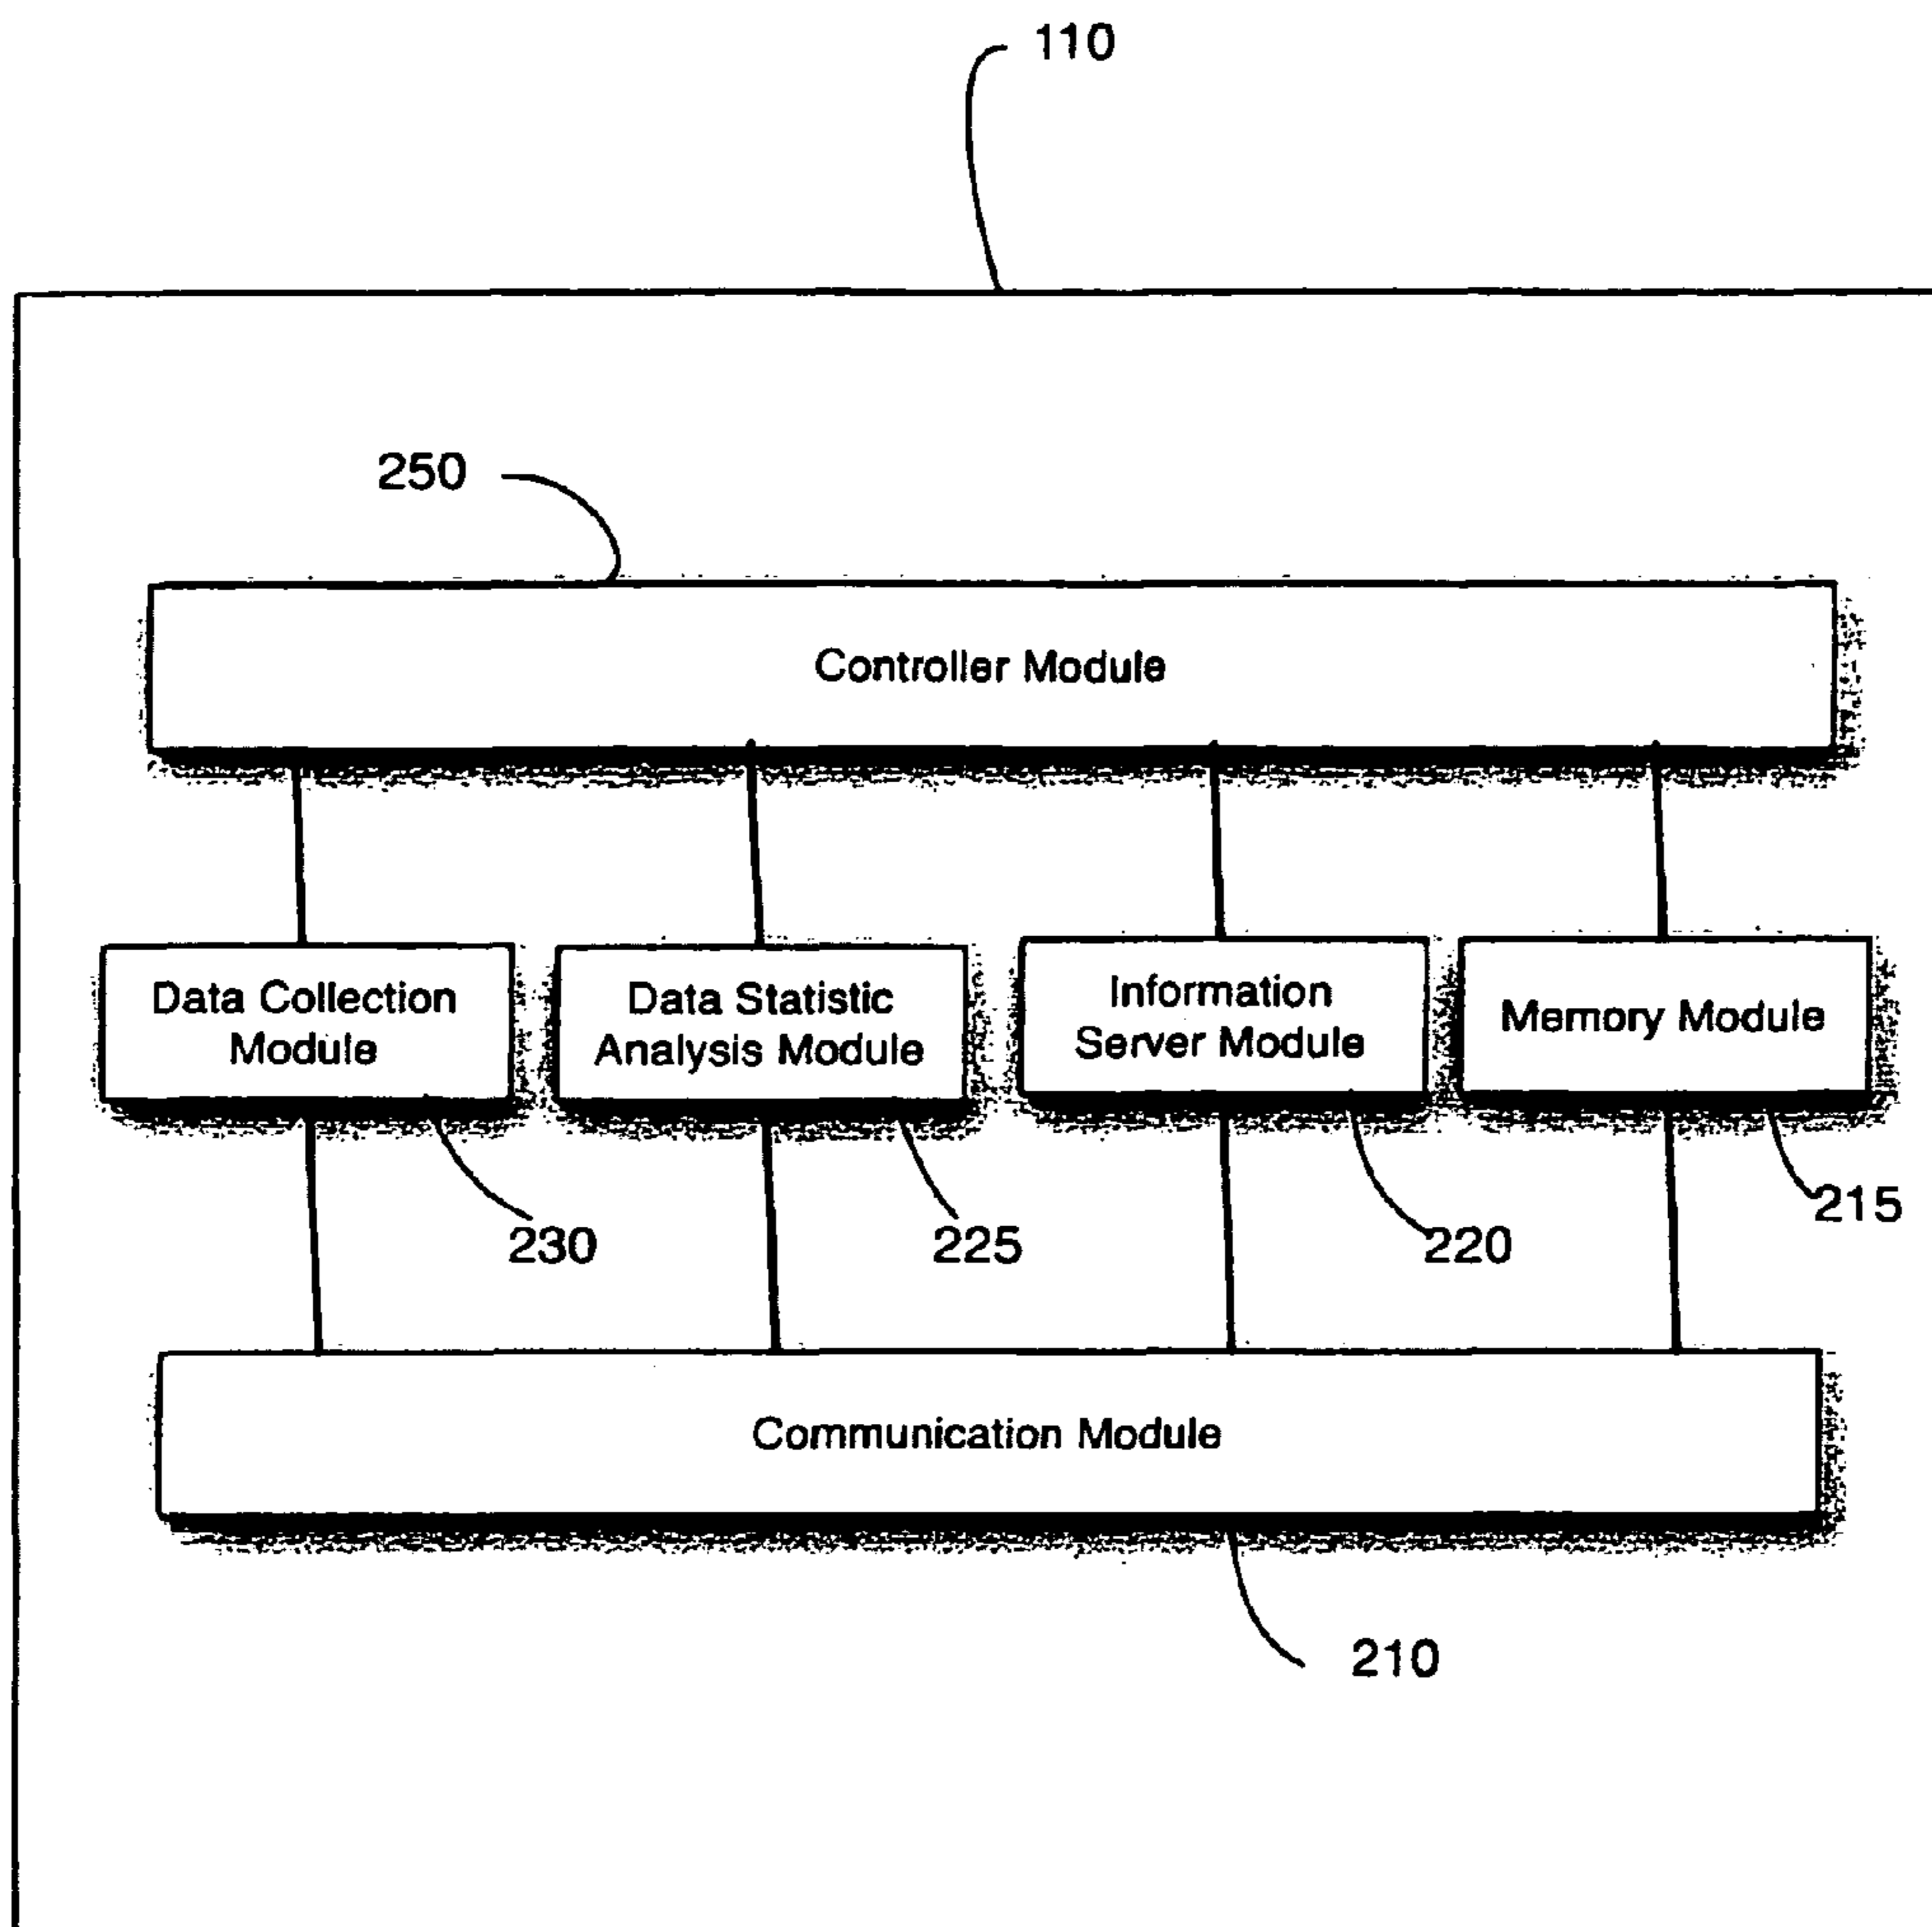 110
250
Controller Module
Data Collection
Module
Data Statistic
Analysis Module
Information
Server Module
Memory Module
230
225
220
215
Communication Module
210